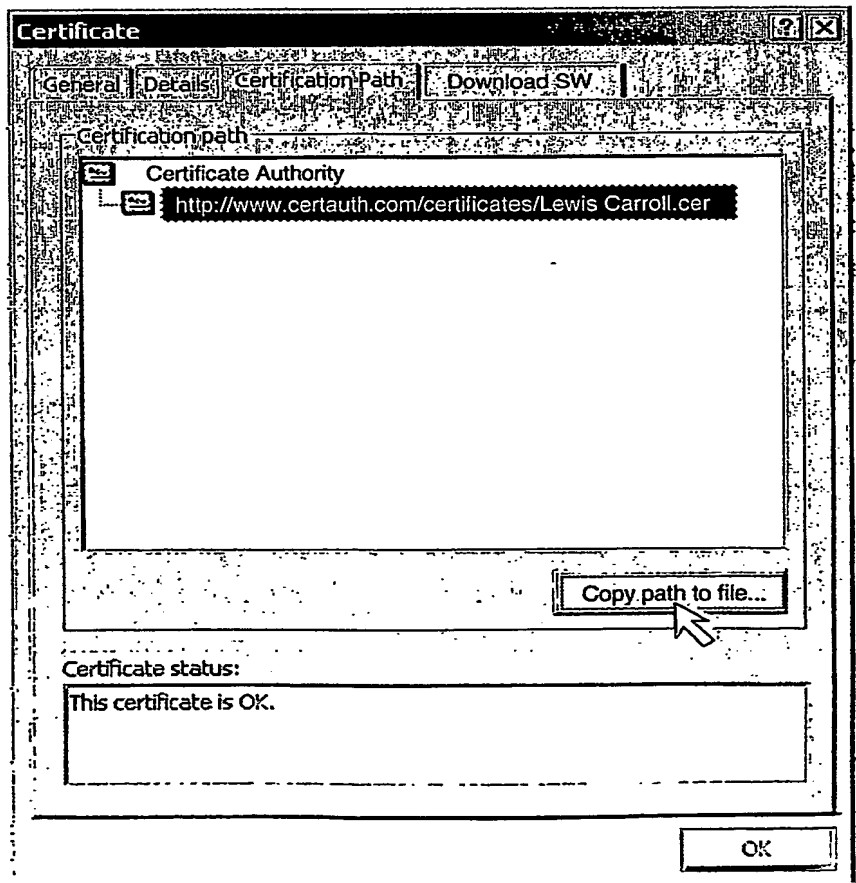 Certificate ? X
General Details Certification Path Download SW
Certification path
Certificate Authority
http://www.certauth.com/certificates/Lewis Carroll.cer
Copy path to file...
Certificate status:
This certificate is OK.
OK